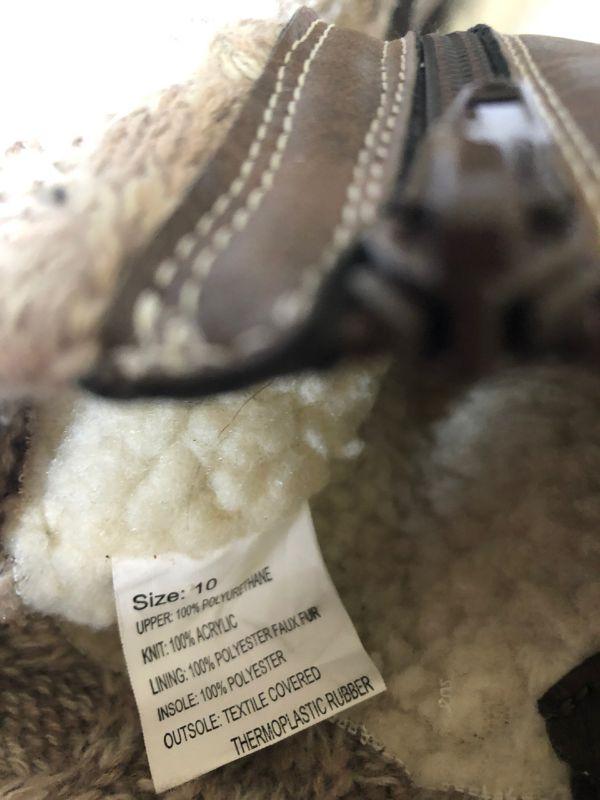 Size: 10
UPPER: 100% POLYURETHANE
KNIT: 100% ACRYLIC
LINING: 100% POLYESTER FAUX FUR
INSOLE: 100% POLYESTER
OUTSOLE: TEXTILE COVERED
THERMOPLASTIC RUBBER